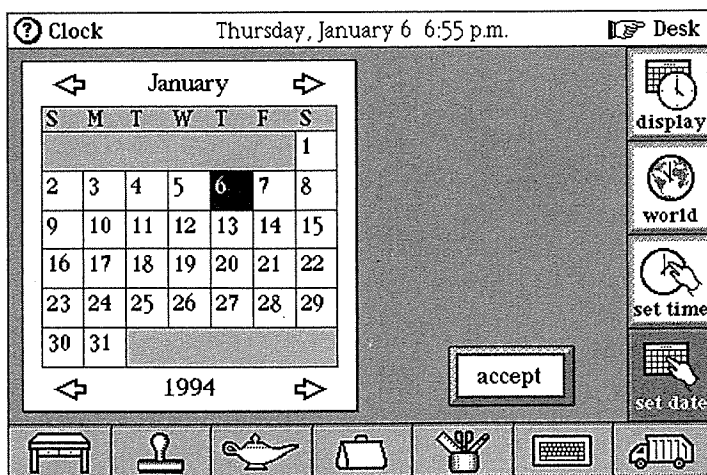 ? Clock Thursday, January 6 6:55 p.m. Desk
January
S M T W T F S
1
2 3 4 5 6 7 8
9 10 11 12 13 14 15
16 17 18 19 20 21 22
23 24 25 26 27 28 29
30 31
1994
accept
display
world
set time
set date